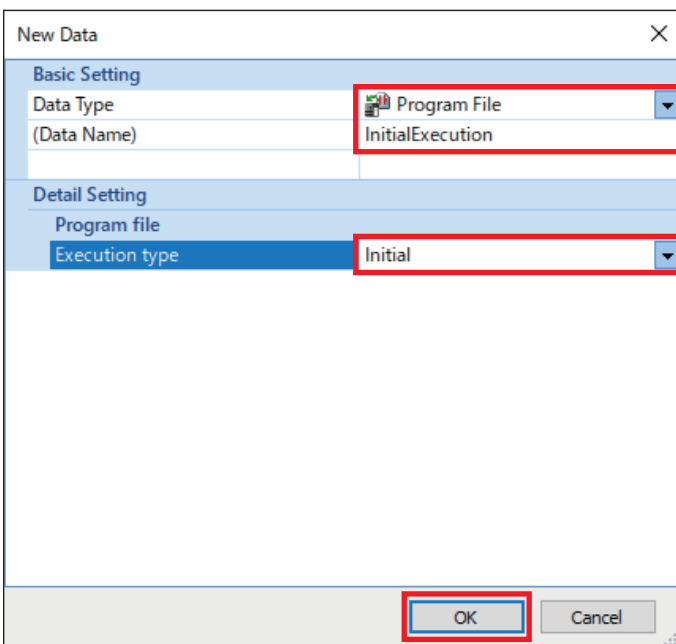 New Data
Basic Setting
Data Type Program File
(Data Name) InitialExecution
Detail Setting
Program file
Execution type Initial
OK Cancel